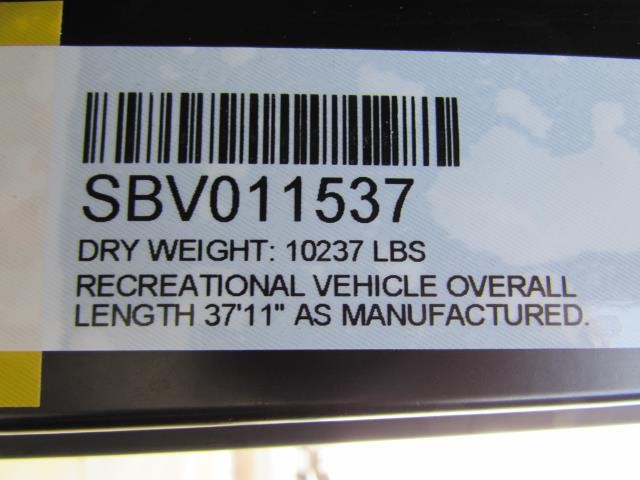 SBV011537
DRY WEIGHT: 10237 LBS
RECREATIONAL VEHICLE OVERALL
LENGTH 37'11" AS MANUFACTURED.